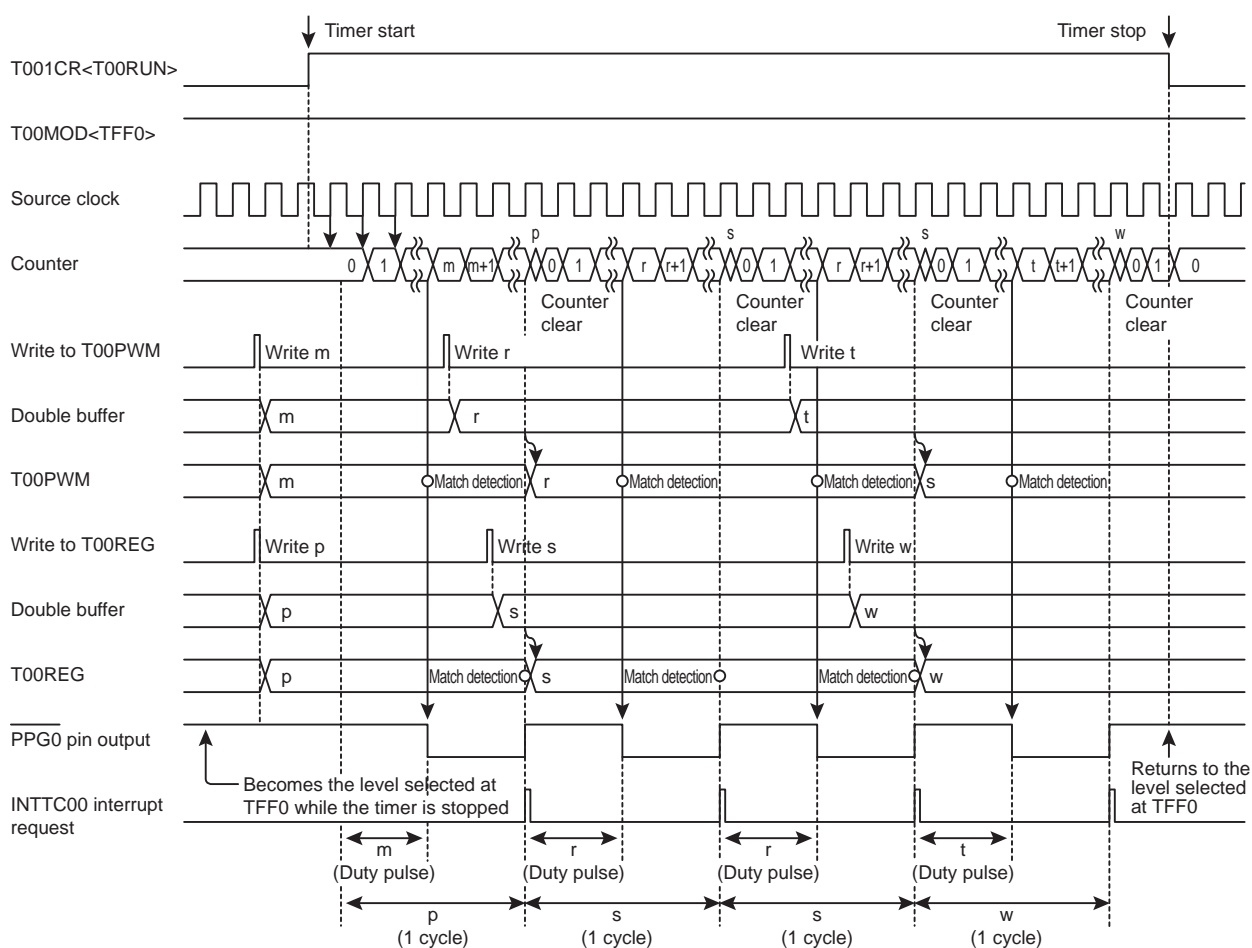 Timer start
Timer stop
T001CR<T00RUN>
T00MOD<TFF0>
Source clock
p s s w
Counter 0 1 m m+1 0 1 r r+1 0 1 r r+1 0 1 t t+1 0 1 0
Counter clear
Counter clear
Counter clear
Counter clear
Write to T00PWM Write m Write r Write t
Double buffer m r t
T00PWM m Match detection r Match detection Match detection s Match detection
Write to T00REG Write p Write s Write w
Double buffer p s w
T00REG p Match detection s Match detection Match detection w
PPG0 pin output
Becomes the level selected at
TFF0 while the timer is stopped
Returns to the
level selected
at TFF0
INTTC00 interrupt
request
m r r t
(Duty pulse) (Duty pulse) (Duty pulse) (Duty pulse)
p s s w
(1 cycle) (1 cycle) (1 cycle) (1 cycle)